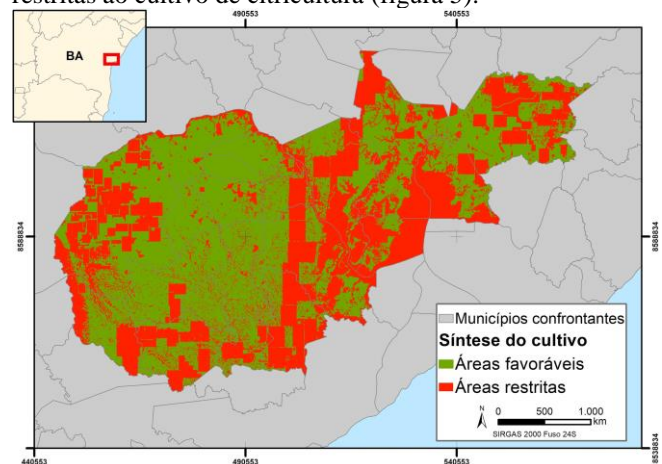 restritas ao cultivo de citricultura (figura 5).
490553
540553
BA
8588834
8588834
Municípios confrontantes
Síntese do cultivo
Áreas favoráveis
Áreas restritas
N
0 500 1.000
km
SIRGAS 2000 Fuso 24S
8538834
440553
490553
540553